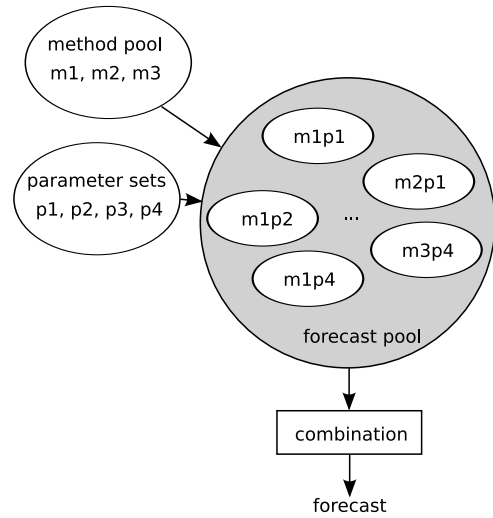 method pool
m1, m2, m3
parameter sets
p1, p2, p3, p4
m1p1
m2p1
m1p2
...
m3p4
m1p4
forecast pool
combination
forecast